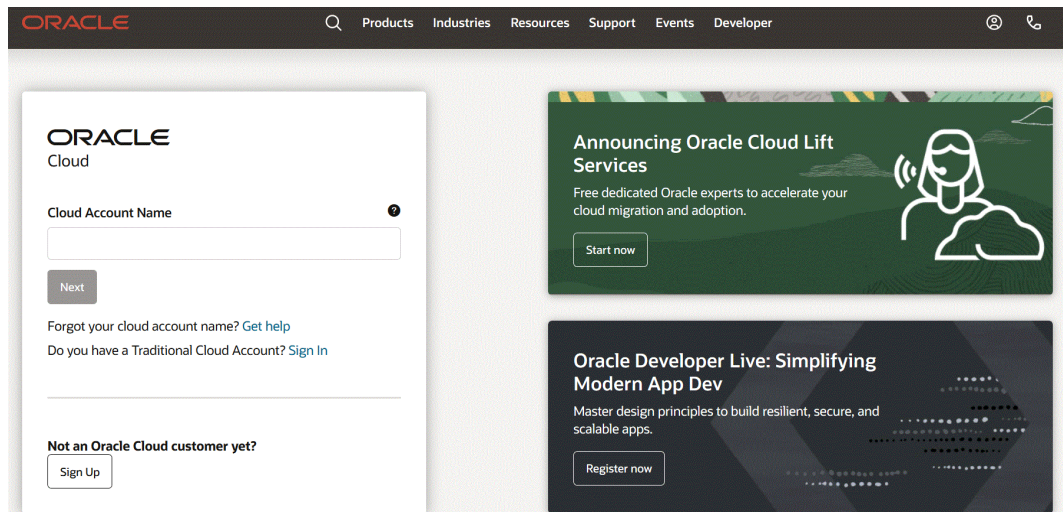 ORACLE
Products Industries Resources Support Events Developer
ORACLE
Cloud
Cloud Account Name ?
Next
Forgot your cloud account name? Get help
Do you have a Traditional Cloud Account? Sign In
Not an Oracle Cloud customer yet?
Sign Up
Announcing Oracle Cloud Lift
Services
Free dedicated Oracle experts to accelerate your
cloud migration and adoption.
Start now
Oracle Developer Live: Simplifying
Modern App Dev
Master design principles to build resilient, secure, and
scalable apps.
Register now